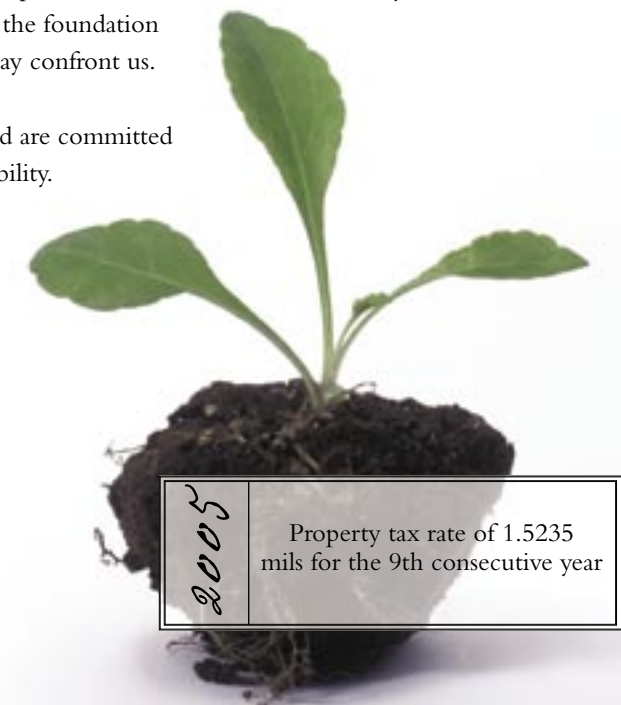 the foundation
ay confront us.
d are committed
bility.
2005
Property tax rate of 1.5235
mils for the 9th consecutive year